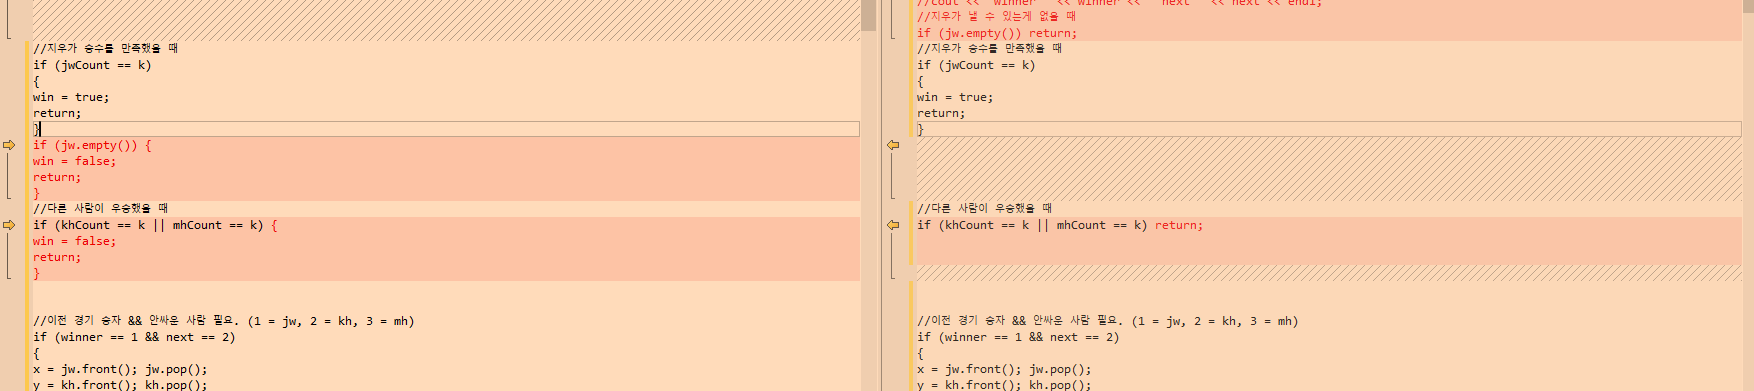 //지우가 승수를 만족했을 때
if (jwCount == k)
{
win = true;
return;
}
if (jw.empty()) {
win = false;
return;
}
//다른 사람이 우승했을 때
if (khCount == k || mhCount == k) {
win = false;
return;
}
//이전 경기 승자 && 안싸운 사람 필요. (1 = jw, 2 = kh, 3 = mh)
if (winner == 1 && next == 2)
{
x = jw.front(); jw.pop();
y = kh.front(); kh.pop();
//cout << "winner " << winner << " next " << next << endl;
//지우가 낼 수 있는게 없을 때
if (jw.empty()) return;
//지우가 승수를 만족했을 때
if (jwCount == k)
{
win = true;
return;
}
//다른 사람이 우승했을 때
if (khCount == k || mhCount == k) return;
//이전 경기 승자 && 안싸운 사람 필요. (1 = jw, 2 = kh, 3 = mh)
if (winner == 1 && next == 2)
{
x = jw.front(); jw.pop();
y = kh.front(); kh.pop();